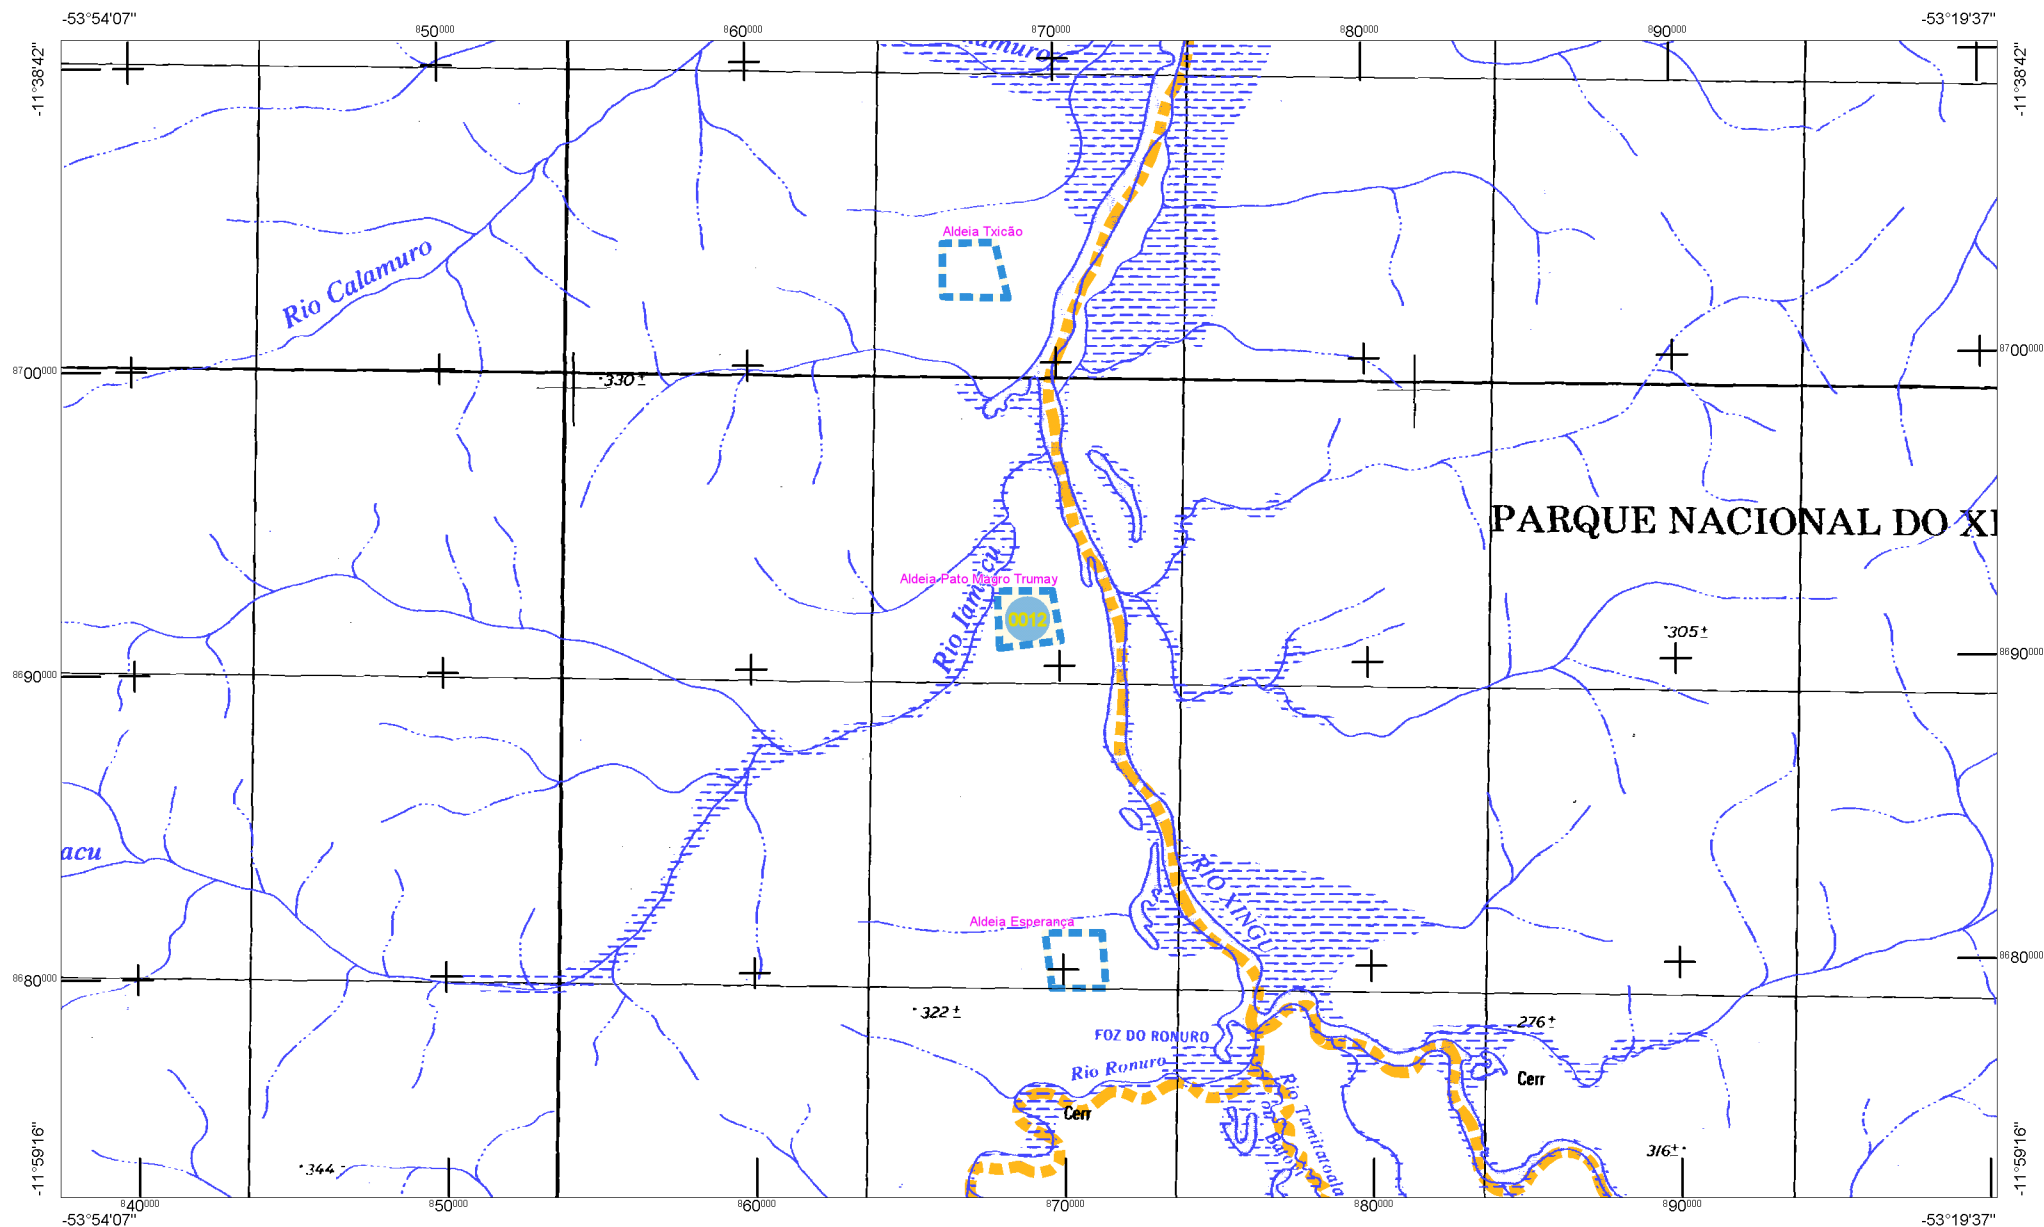 -53°54'07"
-53°19'37"
⁸50⁰⁰⁰
⁸60⁰⁰⁰
⁸70⁰⁰⁰
⁸80⁰⁰⁰
⁸90⁰⁰⁰
-11°38'42"
-11°38'42"
amuro
Aldeia Txicão
Rio Calamuro
⁸⁷00⁰⁰⁰
⁸⁷00⁰⁰⁰
330±
PARQUE NACIONAL DO XI
Aldeia Pato Magro Trumay
Rio Iamacu
0012
305±
⁸⁶90⁰⁰⁰
⁸⁶90⁰⁰⁰
acu
RIO XINGU
Aldeia Esperança
⁸⁶80⁰⁰⁰
⁸⁶80⁰⁰⁰
322±
276±
FOZ DO RONURO
Rio Ronuro
Cerr
Cerr
Rio Tamitatoala
Batovi
344
316±
-11°59'16"
-11°59'16"
⁸40⁰⁰⁰
⁸50⁰⁰⁰
⁸60⁰⁰⁰
⁸70⁰⁰⁰
⁸80⁰⁰⁰
⁸90⁰⁰⁰
-53°54'07"
-53°19'37"